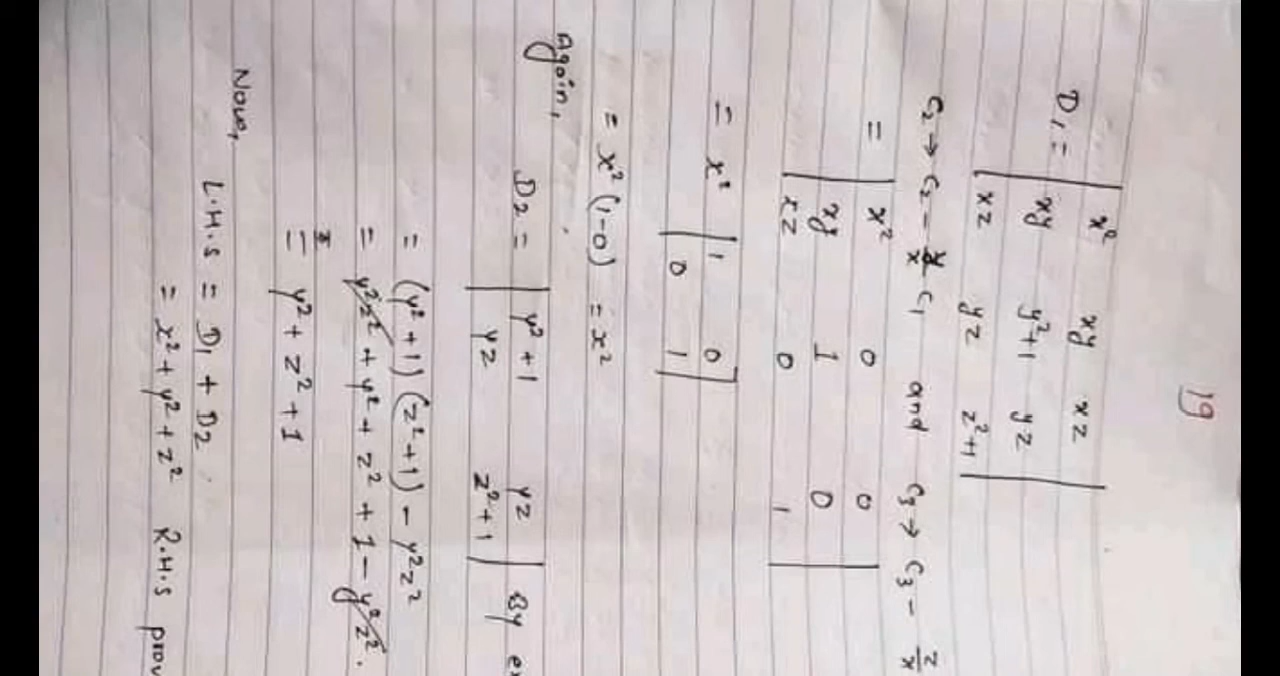 19
D1 = | x² xy xz |
| xy y²+1 yz |
| xz yz z²+1 |
C2 → C2 - y/x C1 and C3 → C3 - z/x
= | x² 0 0 |
| xy 1 0 |
| xz 0 1 |
= x² | 1 0 |
| 0 1 |
= x² (1-0) = x²
Again,
D2 = | y²+1 yz |
| yz z²+1 | By ex
= (y²+1) (z²+1) - y²z²
= y²z² + y² + z² + 1 - y²z².
= y² + z² + 1
Now,
L.H.S = D1 + D2
= x² + y² + z² R.H.S prov